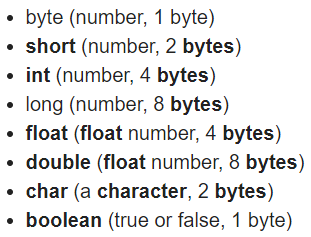 byte (number, 1 byte)
short (number, 2 bytes)
int (number, 4 bytes)
long (number, 8 bytes)
float (float number, 4 bytes)
double (float number, 8 bytes)
char (a character, 2 bytes)
boolean (true or false, 1 byte)